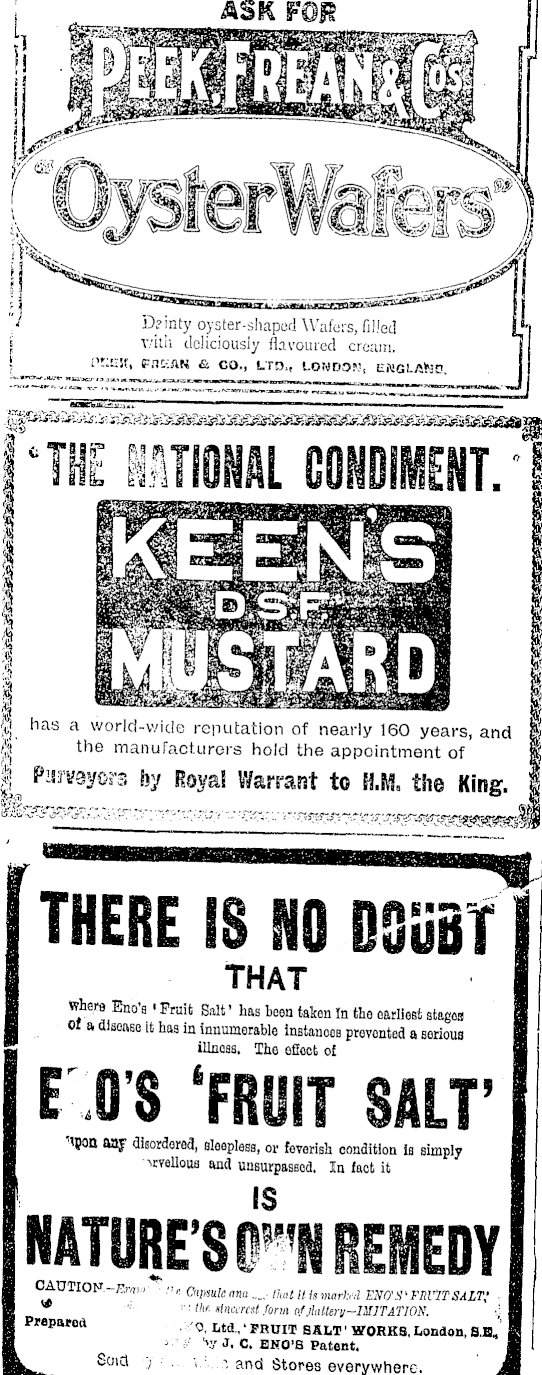 ASK FOR
PEEK, FREAN & Co's
"Oyster Wafers"
Dainty oyster-shaped Wafers, filled
with deliciously flavoured cream.
PEEK, FREAN & CO., LTD., LONDON, ENGLAND.
"THE NATIONAL CONDIMENT."
KEEN'S
D.S.F.
MUSTARD
has a world-wide reputation of nearly 160 years, and
the manufacturers hold the appointment of
Purveyors by Royal Warrant to H.M. the King.
THERE IS NO DOUBT
THAT
where Eno's 'Fruit Salt' has been taken in the earliest stages
of a disease it has in innumerable instances prevented a serious
illness. The effect of
ENO'S 'FRUIT SALT'
upon any disordered, sleepless, or feverish condition is simply
marvellous and unsurpassed. In fact it
IS
NATURE'S OWN REMEDY
CAUTION.—Examine the Capsule and that it is marked ENO'S 'FRUIT SALT,'
the sincerest form of flattery—IMITATION.
Prepared Ltd., 'FRUIT SALT' WORKS, London, S.E.,
by J. C. ENO'S Patent.
Sold and Stores everywhere.